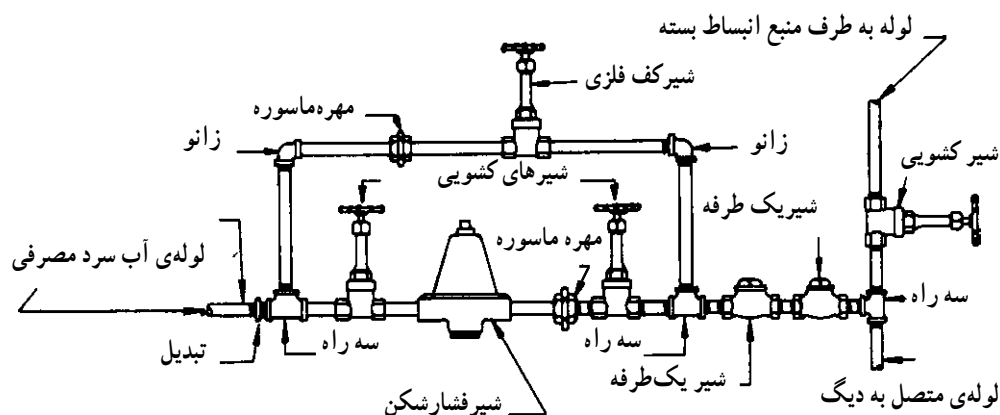 لوله به طرف منبع انبساط بسته
شیرکف فلزی
مهره‌ماسوره
زانو
زانو
شیر کشویی
شیرهای کشویی
شیریک طرفه
مهره ماسوره
لوله‌ی آب سرد مصرفی
سه راه
تبدیل
سه راه
سه راه
شیر یک‌طرفه
شیرفشارشکن
لوله‌ی متصل به دیگ